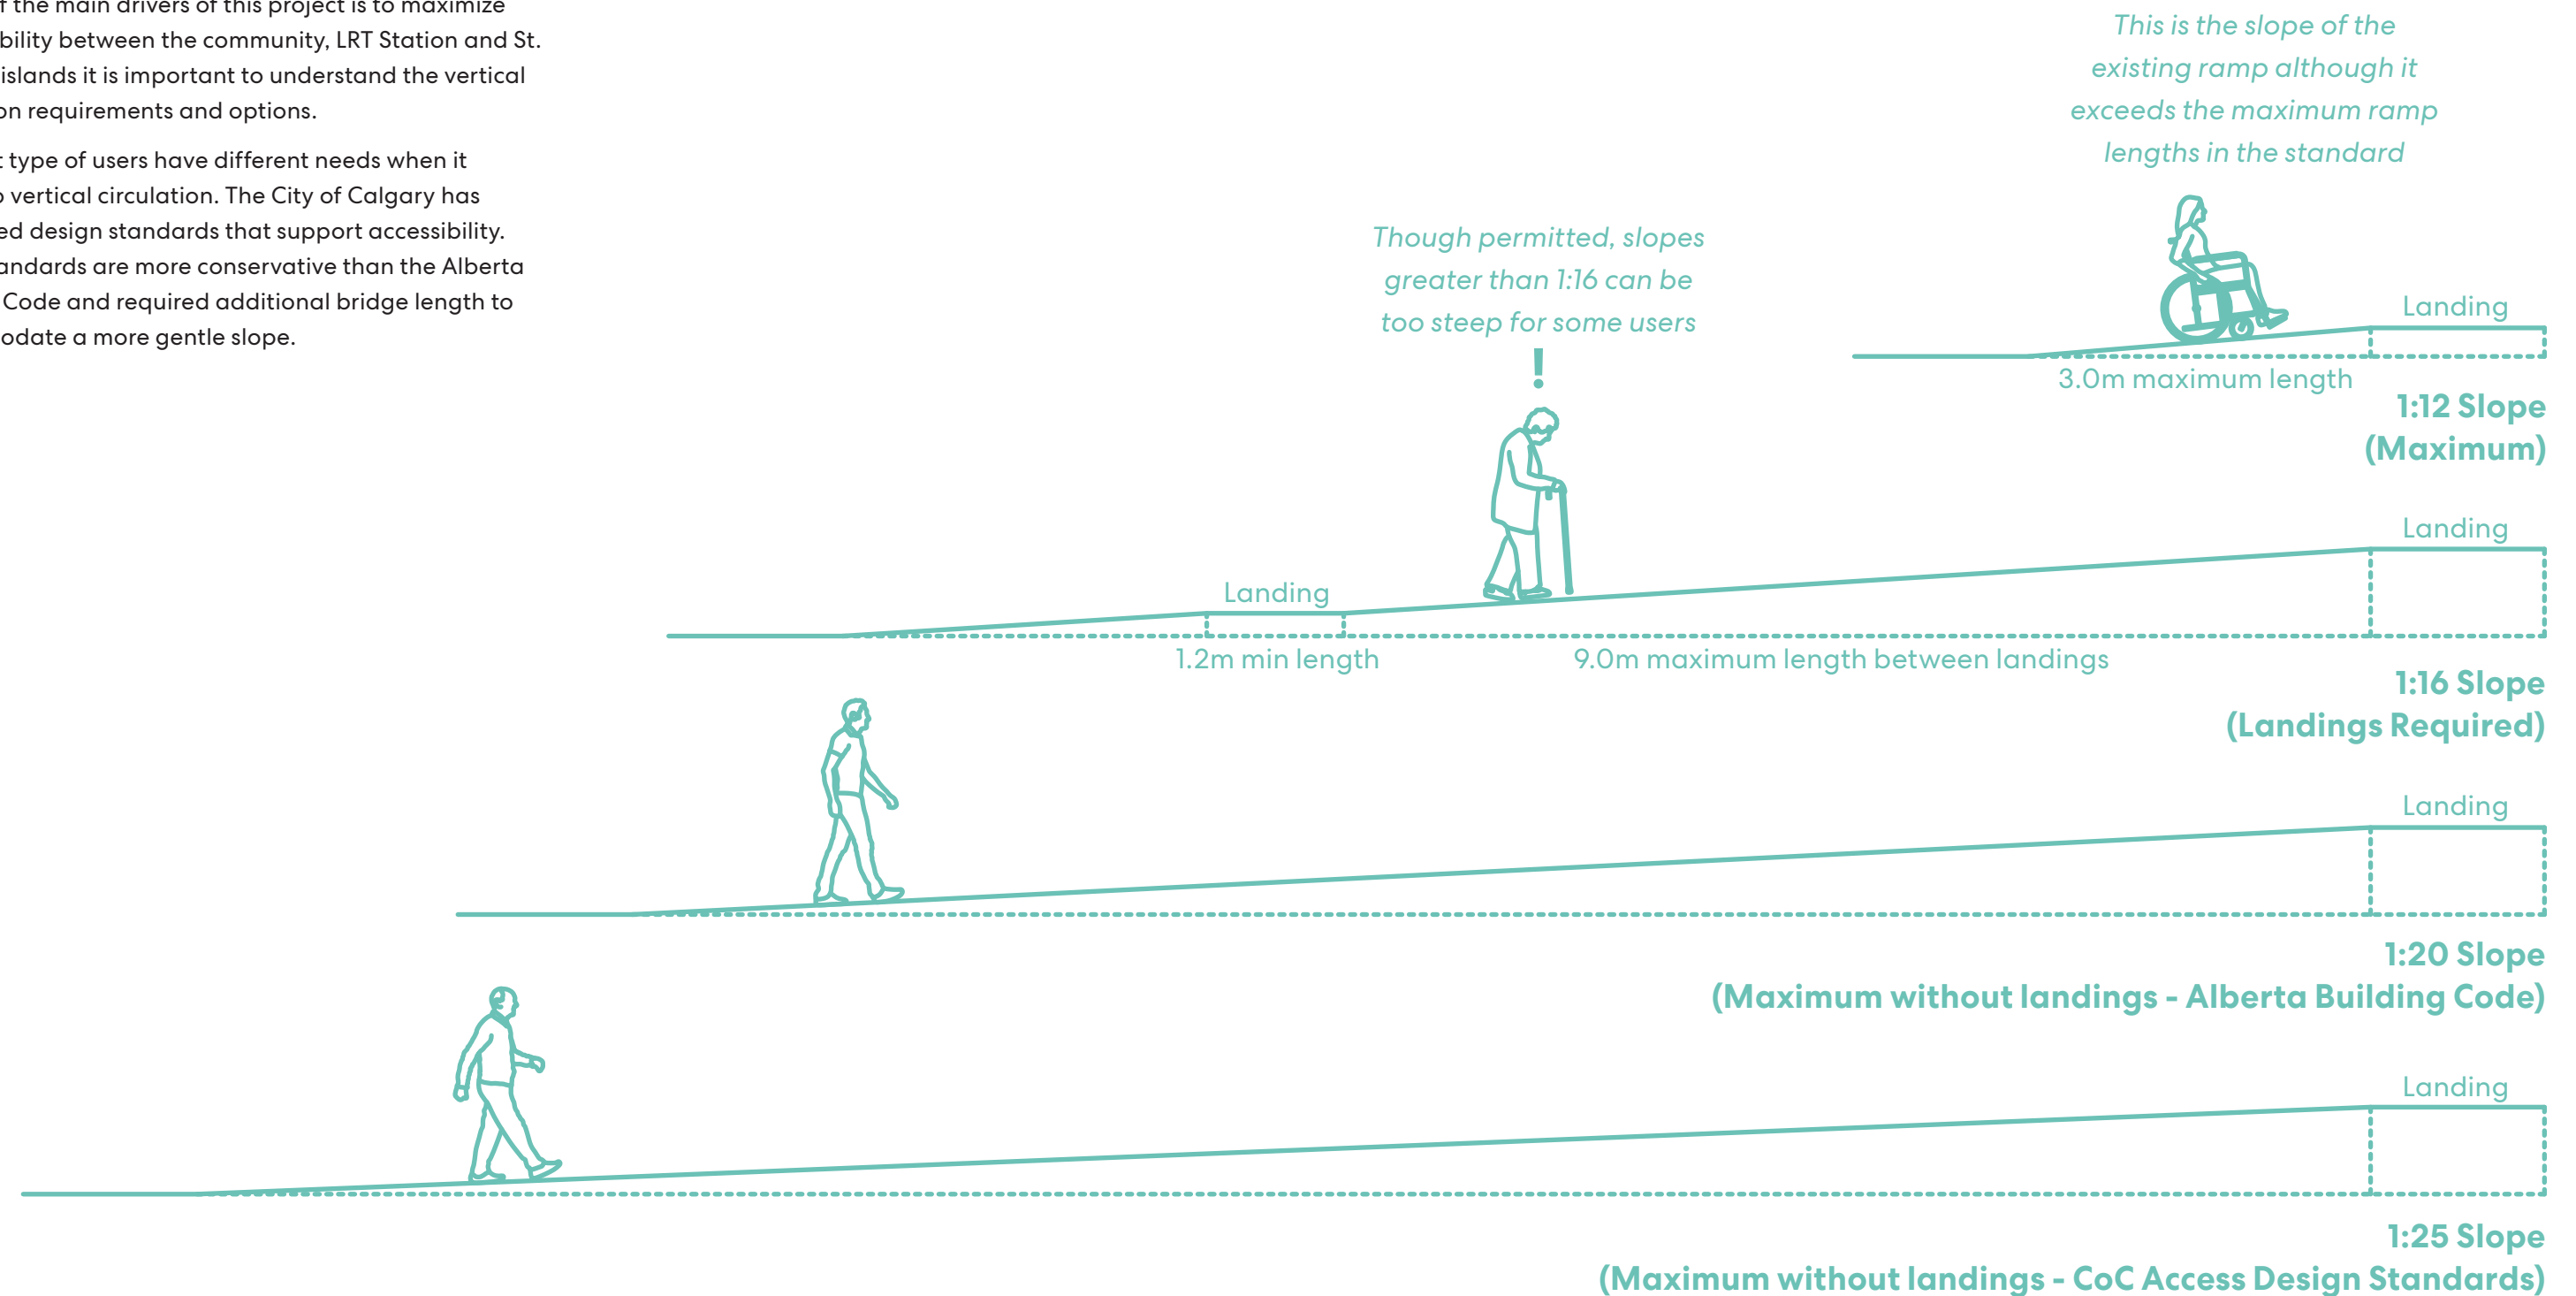 f the main drivers of this project is to maximize
bility between the community, LRT Station and St.
islands it is important to understand the vertical
on requirements and options.
t type of users have different needs when it
o vertical circulation. The City of Calgary has
ed design standards that support accessibility.
andards are more conservative than the Alberta
Code and required additional bridge length to
odate a more gentle slope.
This is the slope of the
existing ramp although it
exceeds the maximum ramp
lengths in the standard
Landing
3.0m maximum length
1:12 Slope
(Maximum)
Though permitted, slopes
greater than 1:16 can be
too steep for some users
!
Landing
Landing
1.2m min length
9.0m maximum length between landings
1:16 Slope
(Landings Required)
Landing
1:20 Slope
(Maximum without landings - Alberta Building Code)
Landing
1:25 Slope
(Maximum without landings - CoC Access Design Standards)